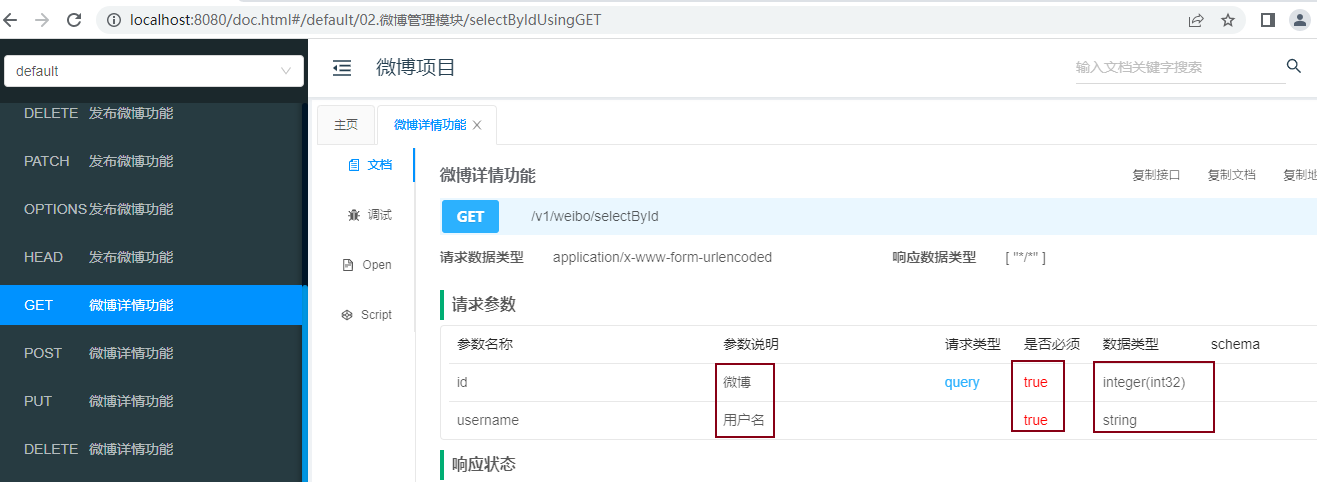 localhost:8080/doc.html#/default/02.微博管理模块/selectByIdUsingGET
default
微博项目
输入文档关键字搜索
DELETE 发布微博功能
PATCH 发布微博功能
OPTIONS 发布微博功能
HEAD 发布微博功能
GET 微博详情功能
POST 微博详情功能
PUT 微博详情功能
DELETE 微博详情功能
主页 微博详情功能
文档
调试
Open
Script
微博详情功能 复制接口 复制文档 复制地
GET /v1/weibo/selectById
请求数据类型 application/x-www-form-urlencoded 响应数据类型 [ "*/*" ]
请求参数
参数名称 参数说明 请求类型 是否必须 数据类型 schema
id 微博 query true integer(int32)
username 用户名 true string
响应状态